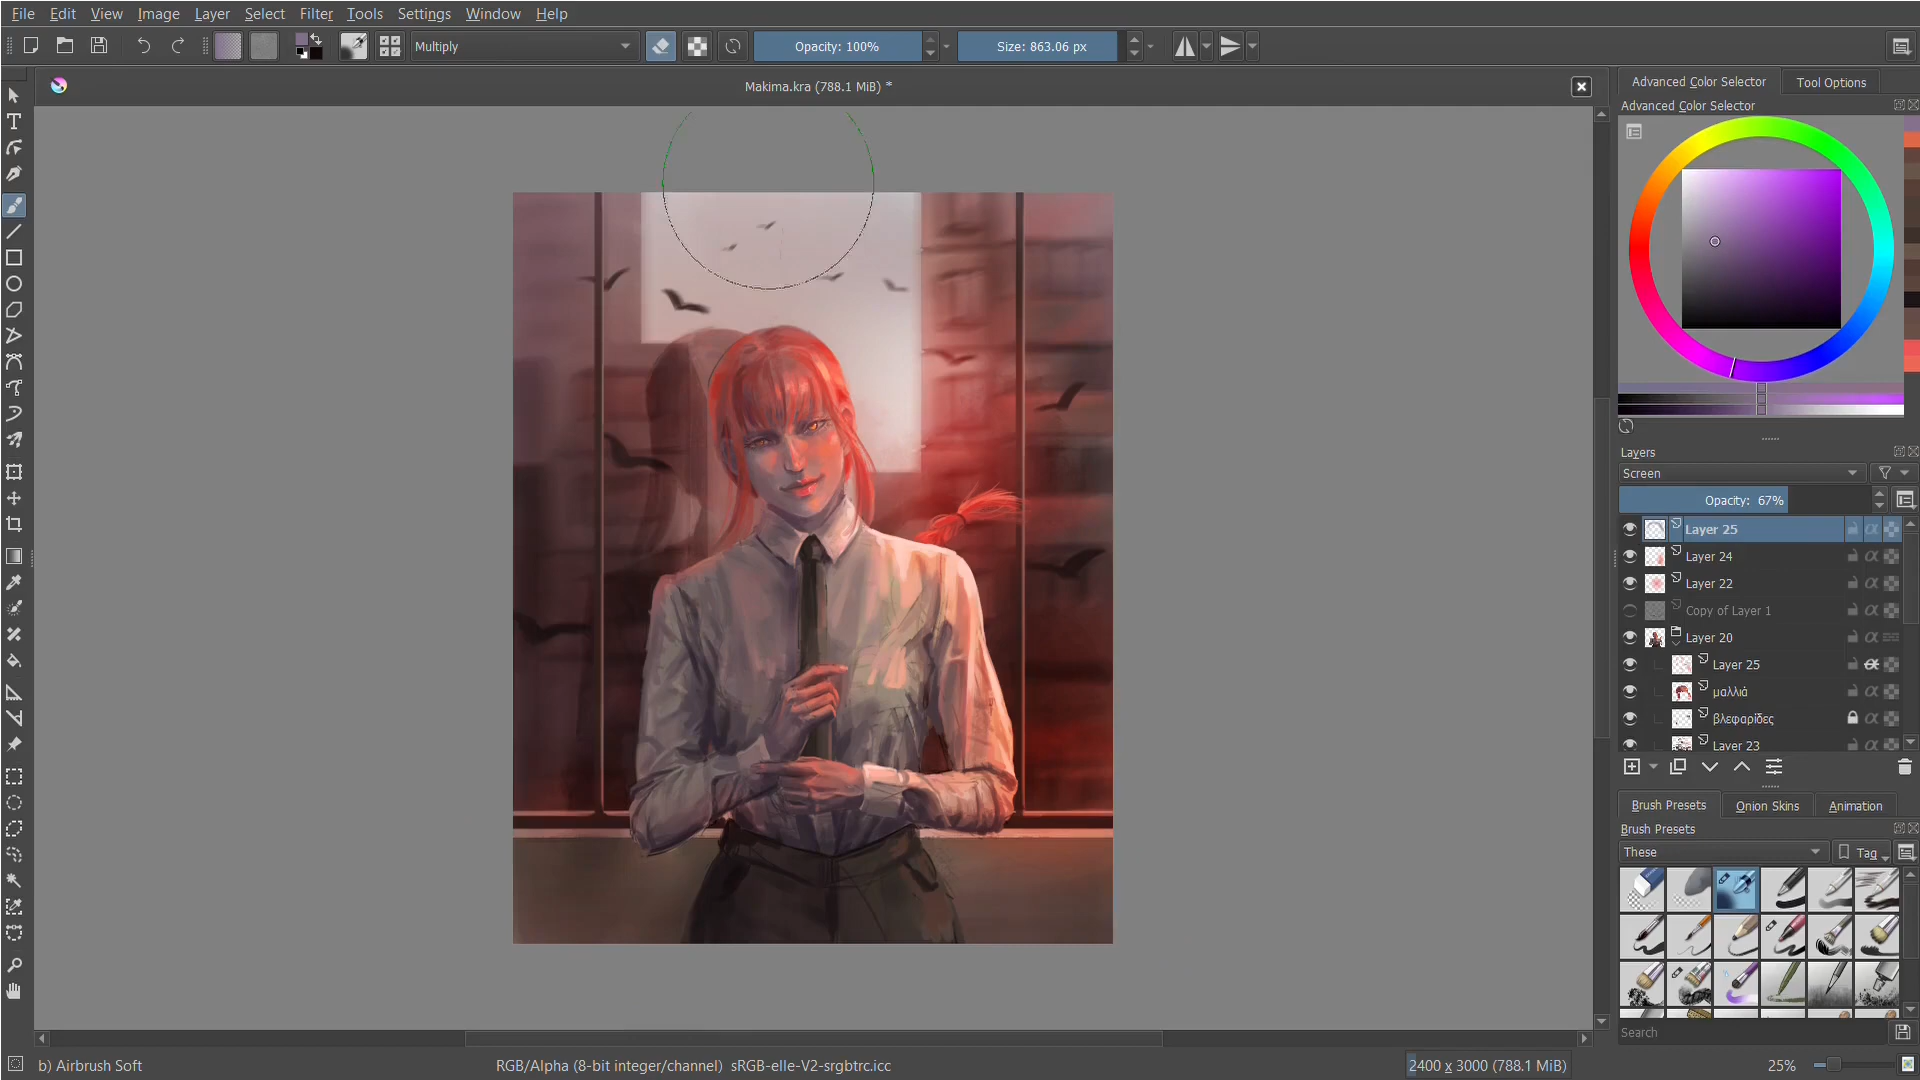 File Edit View Image Layer Select Filter Tools Settings Window Help
Multiply
Opacity: 100%
Size: 863.06 px
Makima.kra (788.1 MiB) *
Advanced Color Selector
Tool Options
Advanced Color Selector
Layers
Screen
Opacity: 67%
Layer 25
Layer 24
Layer 22
Copy of Layer 1
Layer 20
Layer 25
μαλλιά
βλεφαρίδες
Layer 23
Brush Presets
Onion Skins
Animation
Brush Presets
These
Tag
Search
b) Airbrush Soft
RGB/Alpha (8-bit integer/channel) sRGB-elle-V2-srgbtrc.icc
2400 x 3000 (788.1 MiB)
25%